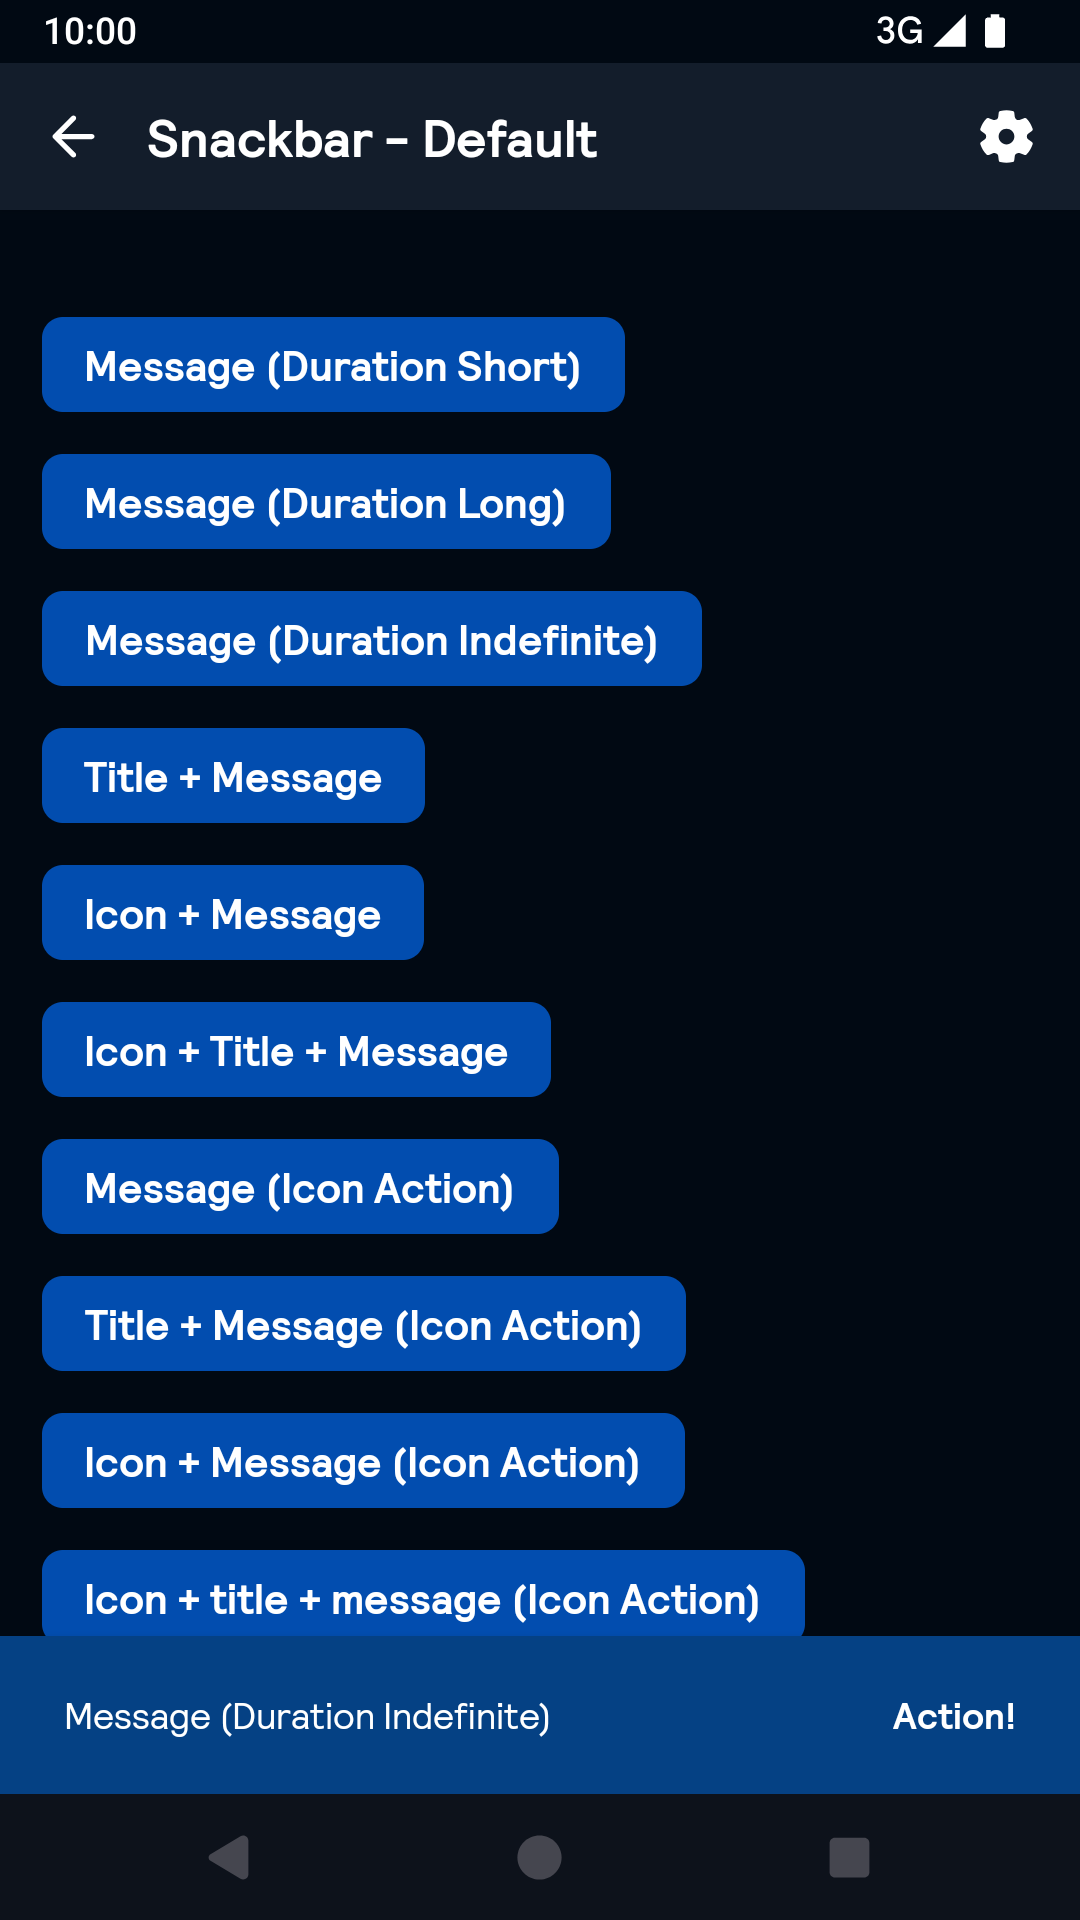 10:00 3G
Snackbar - Default
Message (Duration Short)
Message (Duration Long)
Message (Duration Indefinite)
Title + Message
Icon + Message
Icon + Title + Message
Message (Icon Action)
Title + Message (Icon Action)
Icon + Message (Icon Action)
Icon + title + message (Icon Action)
Message (Duration Indefinite) Action!